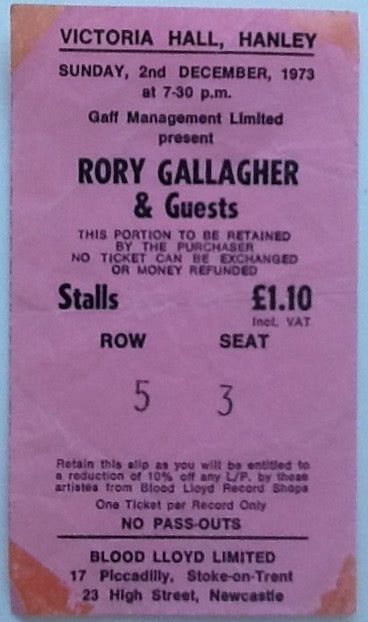 VICTORIA HALL, HANLEY
SUNDAY, 2nd DECEMBER, 1973
at 7-30 p.m.
Gaff Management Limited
present
RORY GALLAGHER
& Guests
THIS PORTION TO BE RETAINED
BY THE PURCHASER
NO TICKET CAN BE EXCHANGED
OR MONEY REFUNDED
Stalls £1.10
Incl. VAT
ROW SEAT
5 3
Retain this slip as you will be entitled to
a reduction of 10% off any L/P. by these
artistes from Blood Lloyd Record Shops
One Ticket per Record Only
NO PASS-OUTS
BLOOD LLOYD LIMITED
17 Piccadilly, Stoke-on-Trent
23 High Street, Newcastle